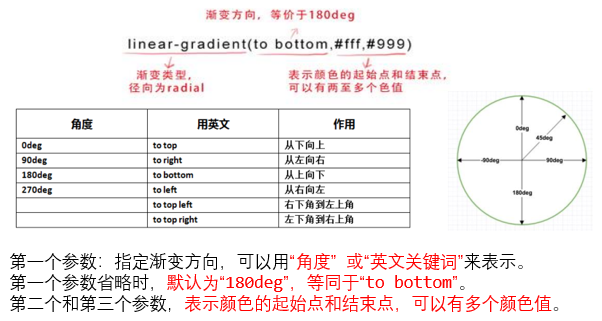 渐变方向，等价于180deg
linear-gradient(to bottom,#fff,#999)
渐变类型，
径向为radial
表示颜色的起始点和结束点，
可以有两至多个色值
角度 用英文 作用
0deg to top 从下向上
90deg to right 从左向右
180deg to bottom 从上向下
270deg to left 从右向左
to top left 右下角到左上角
to top right 左下角到右上角
0deg
45deg
-90deg
90deg
180deg
第一个参数：指定渐变方向，可以用“角度” 或“英文关键词”来表示。
第一个参数省略时，默认为“180deg”，等同于“to bottom”。
第二个和第三个参数，表示颜色的起始点和结束点，可以有多个颜色值。